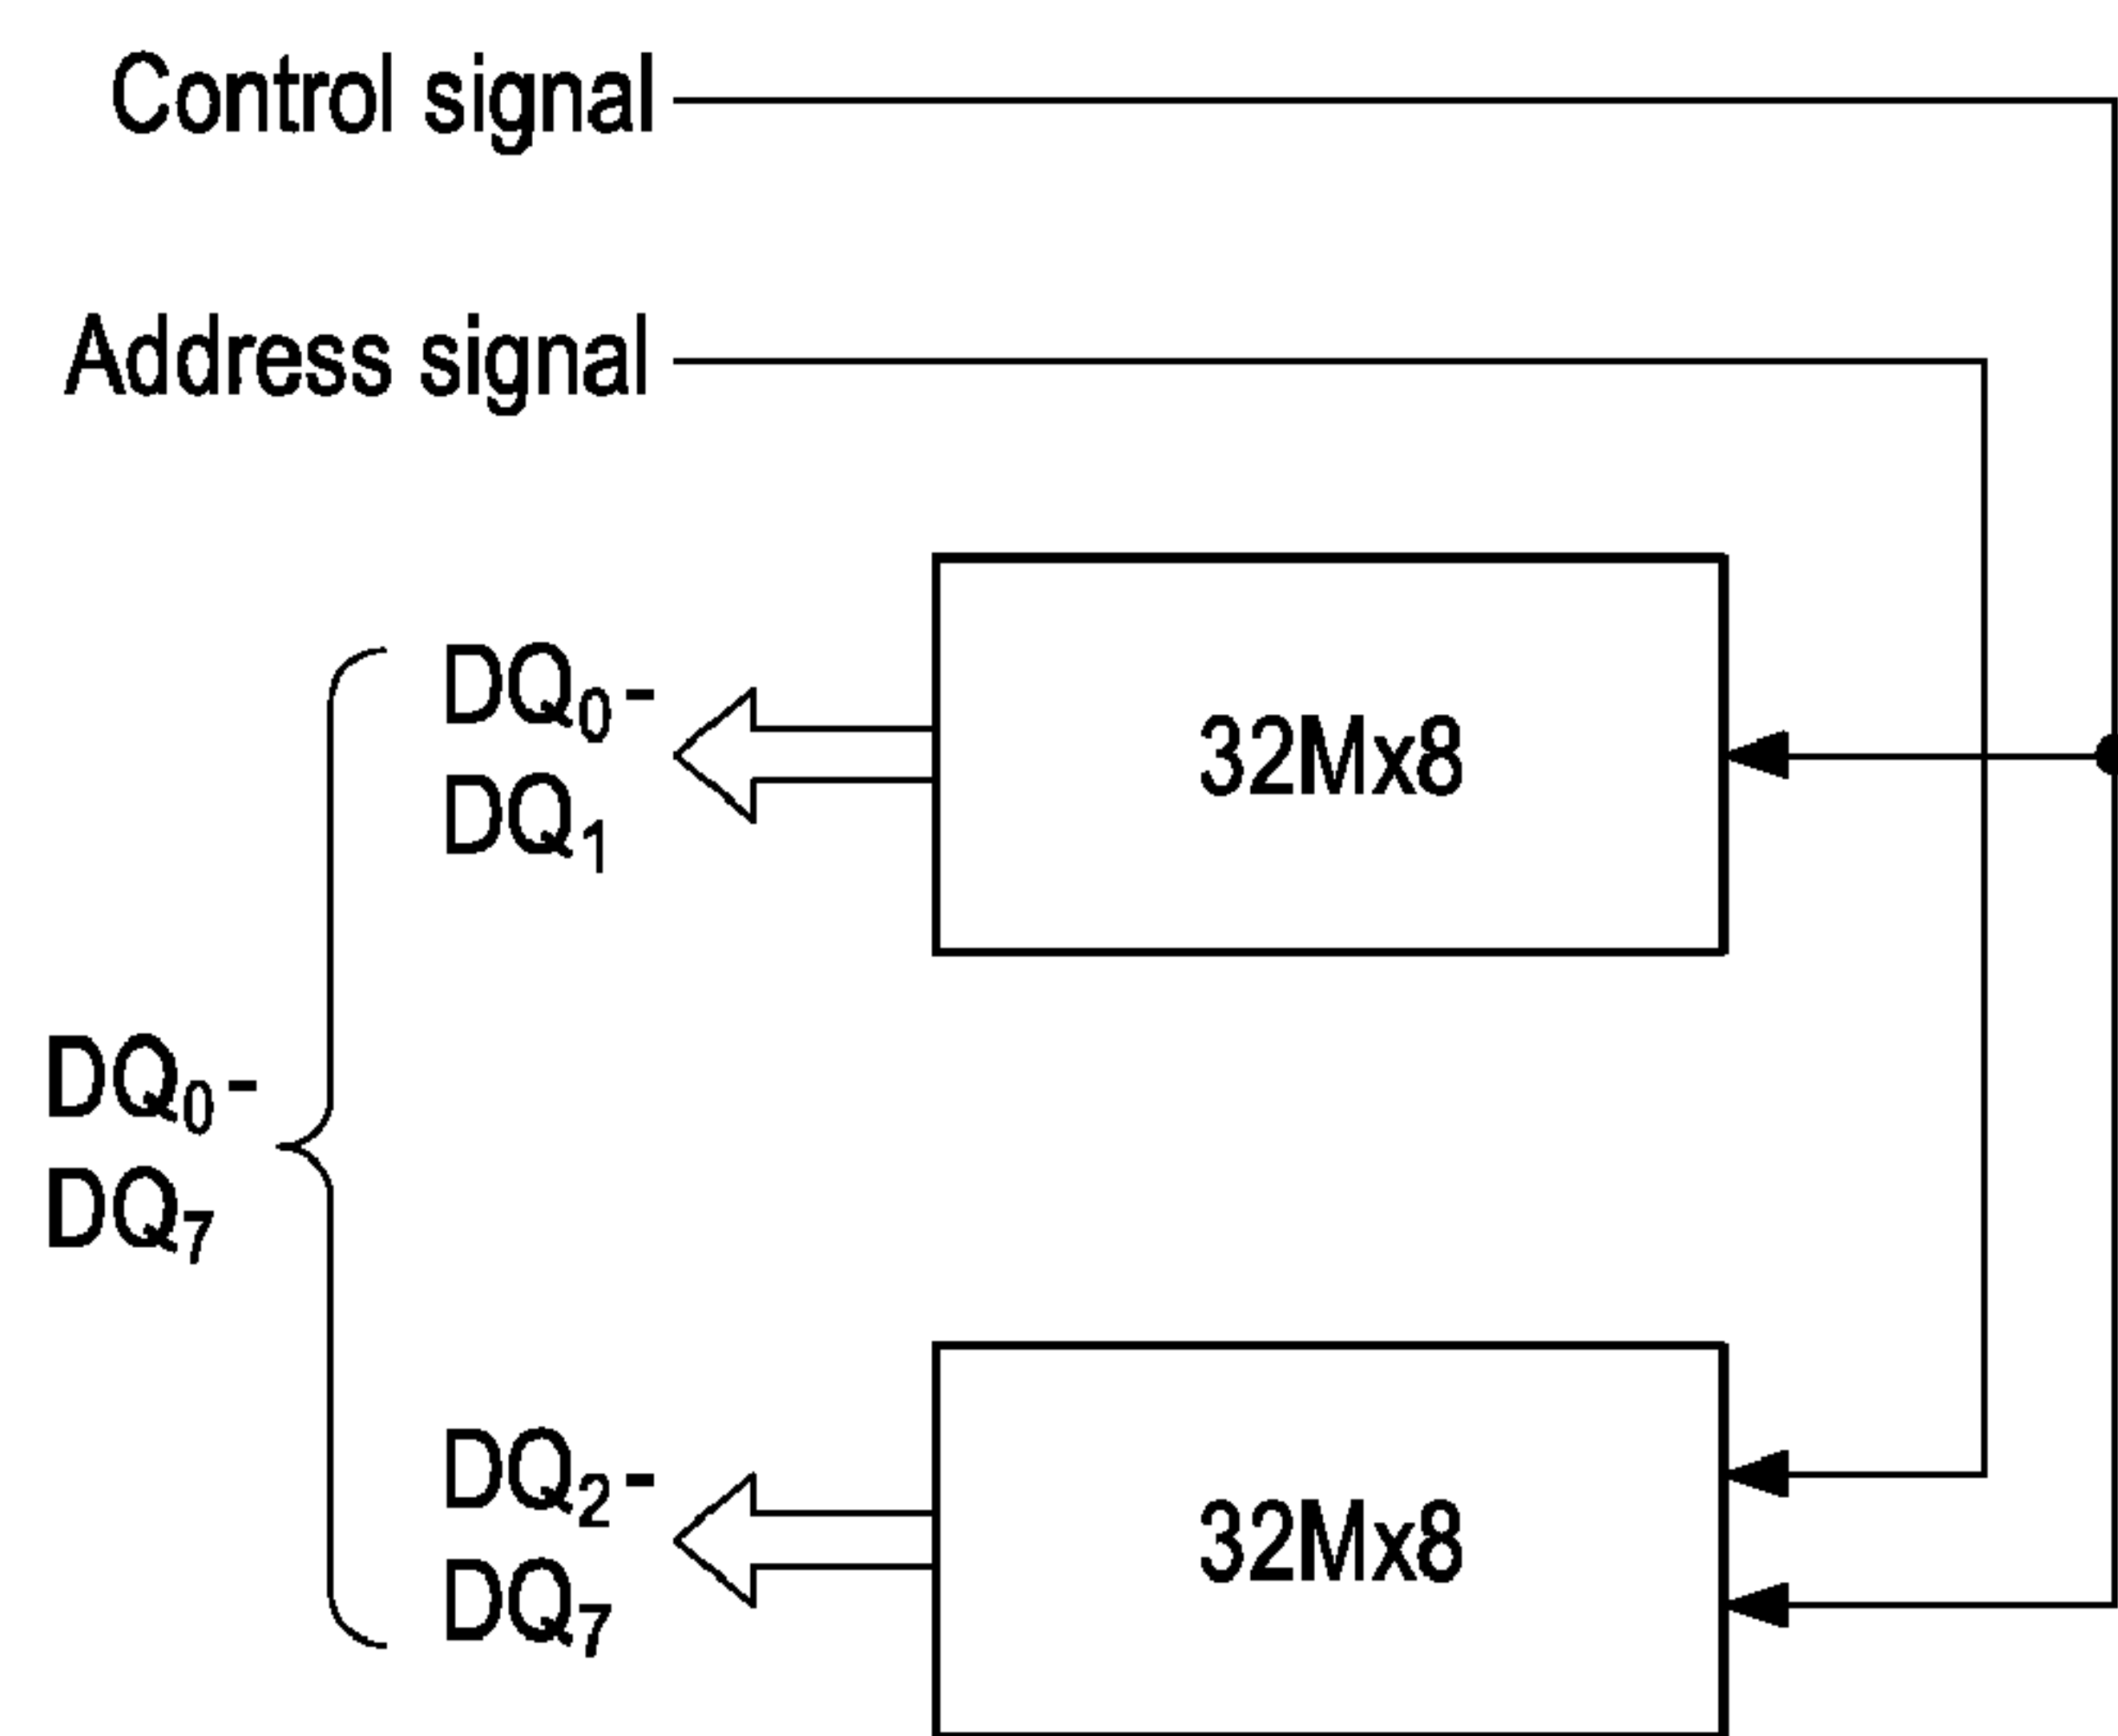 Control signal
Address signal
DQ₀-
DQ₁
32Mx8
DQ₀-
DQ₇
DQ₂-
DQ₇
32Mx8